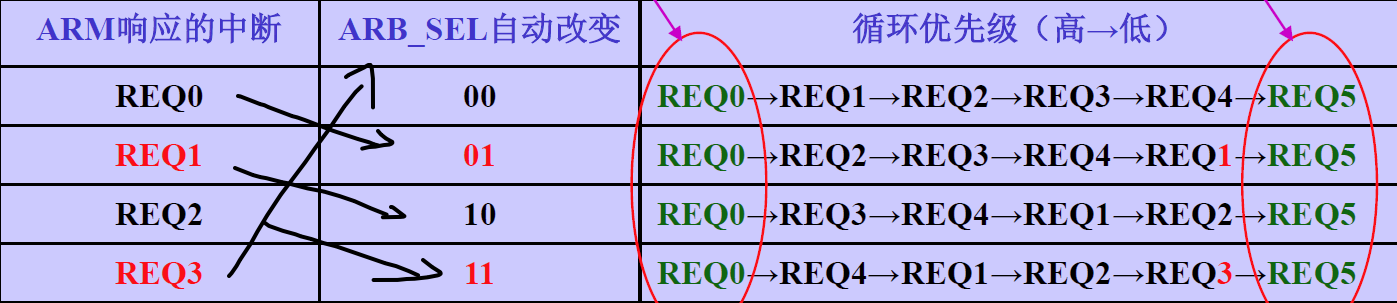 ARM响应的中断 ARB_SEL自动改变 循环优先级（高→低）
REQ0 00 REQ0→REQ1→REQ2→REQ3→REQ4→REQ5
REQ1 01 REQ0→REQ2→REQ3→REQ4→REQ1→REQ5
REQ2 10 REQ0→REQ3→REQ4→REQ1→REQ2→REQ5
REQ3 11 REQ0→REQ4→REQ1→REQ2→REQ3→REQ5